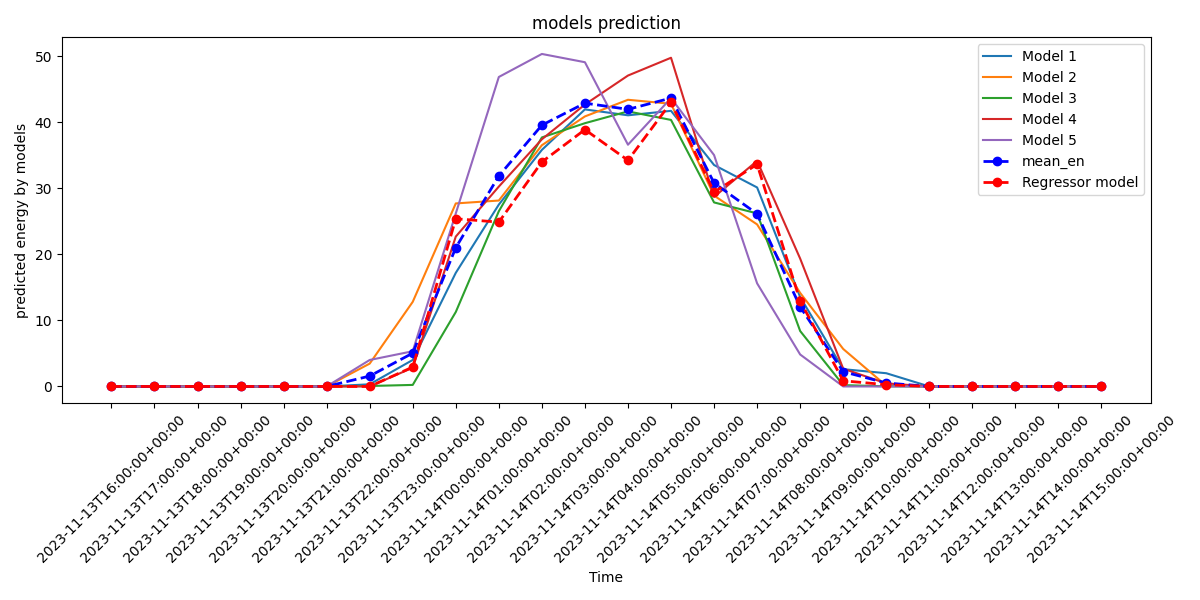 models prediction
predicted energy by models
50
40
30
20
10
0
Model 1
Model 2
Model 3
Model 4
Model 5
mean_en
Regressor model
2023-11-13T16:00:00+00:00
2023-11-13T17:00:00+00:00
2023-11-13T18:00:00+00:00
2023-11-13T19:00:00+00:00
2023-11-13T20:00:00+00:00
2023-11-13T21:00:00+00:00
2023-11-13T22:00:00+00:00
2023-11-13T23:00:00+00:00
2023-11-14T00:00:00+00:00
2023-11-14T01:00:00+00:00
2023-11-14T02:00:00+00:00
2023-11-14T03:00:00+00:00
2023-11-14T04:00:00+00:00
2023-11-14T05:00:00+00:00
2023-11-14T06:00:00+00:00
2023-11-14T07:00:00+00:00
2023-11-14T08:00:00+00:00
2023-11-14T09:00:00+00:00
2023-11-14T10:00:00+00:00
2023-11-14T11:00:00+00:00
2023-11-14T12:00:00+00:00
2023-11-14T13:00:00+00:00
2023-11-14T14:00:00+00:00
2023-11-14T15:00:00+00:00
Time